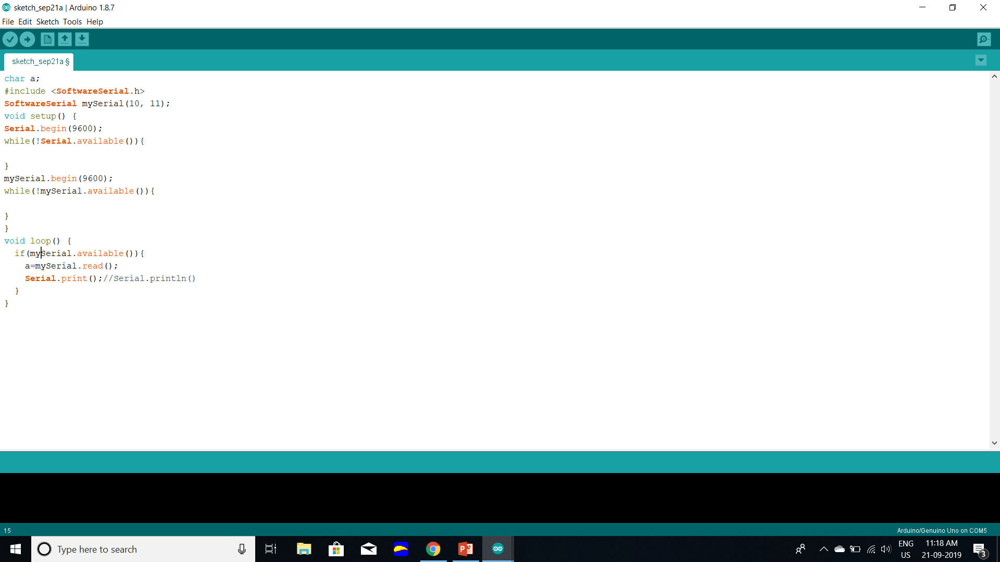 sketch_sep21a | Arduino 1.8.7
File Edit Sketch Tools Help
sketch_sep21a §
char a;
#include <SoftwareSerial.h>
SoftwareSerial mySerial(10, 11);
void setup() {
Serial.begin(9600);
while(!Serial.available()){
}
mySerial.begin(9600);
while(!mySerial.available()){
}
}
void loop() {
if(mySerial.available()){
a=mySerial.read();
Serial.print();//Serial.println()
}
}
15
Arduino/Genuino Uno on COM5
Type here to search
P
ENG
US
11:18 AM
21-09-2019
3